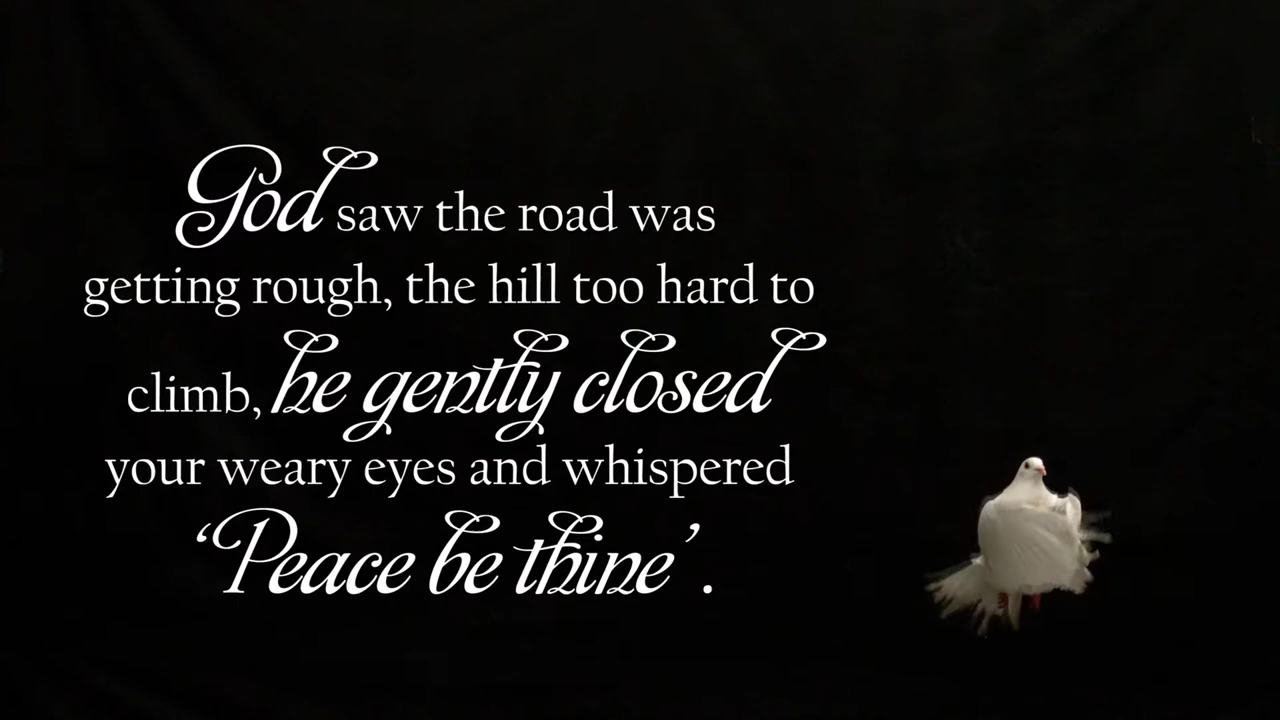 God saw the road was
getting rough, the hill too hard to
climb, he gently closed
your weary eyes and whispered
‘Peace be thine’ .